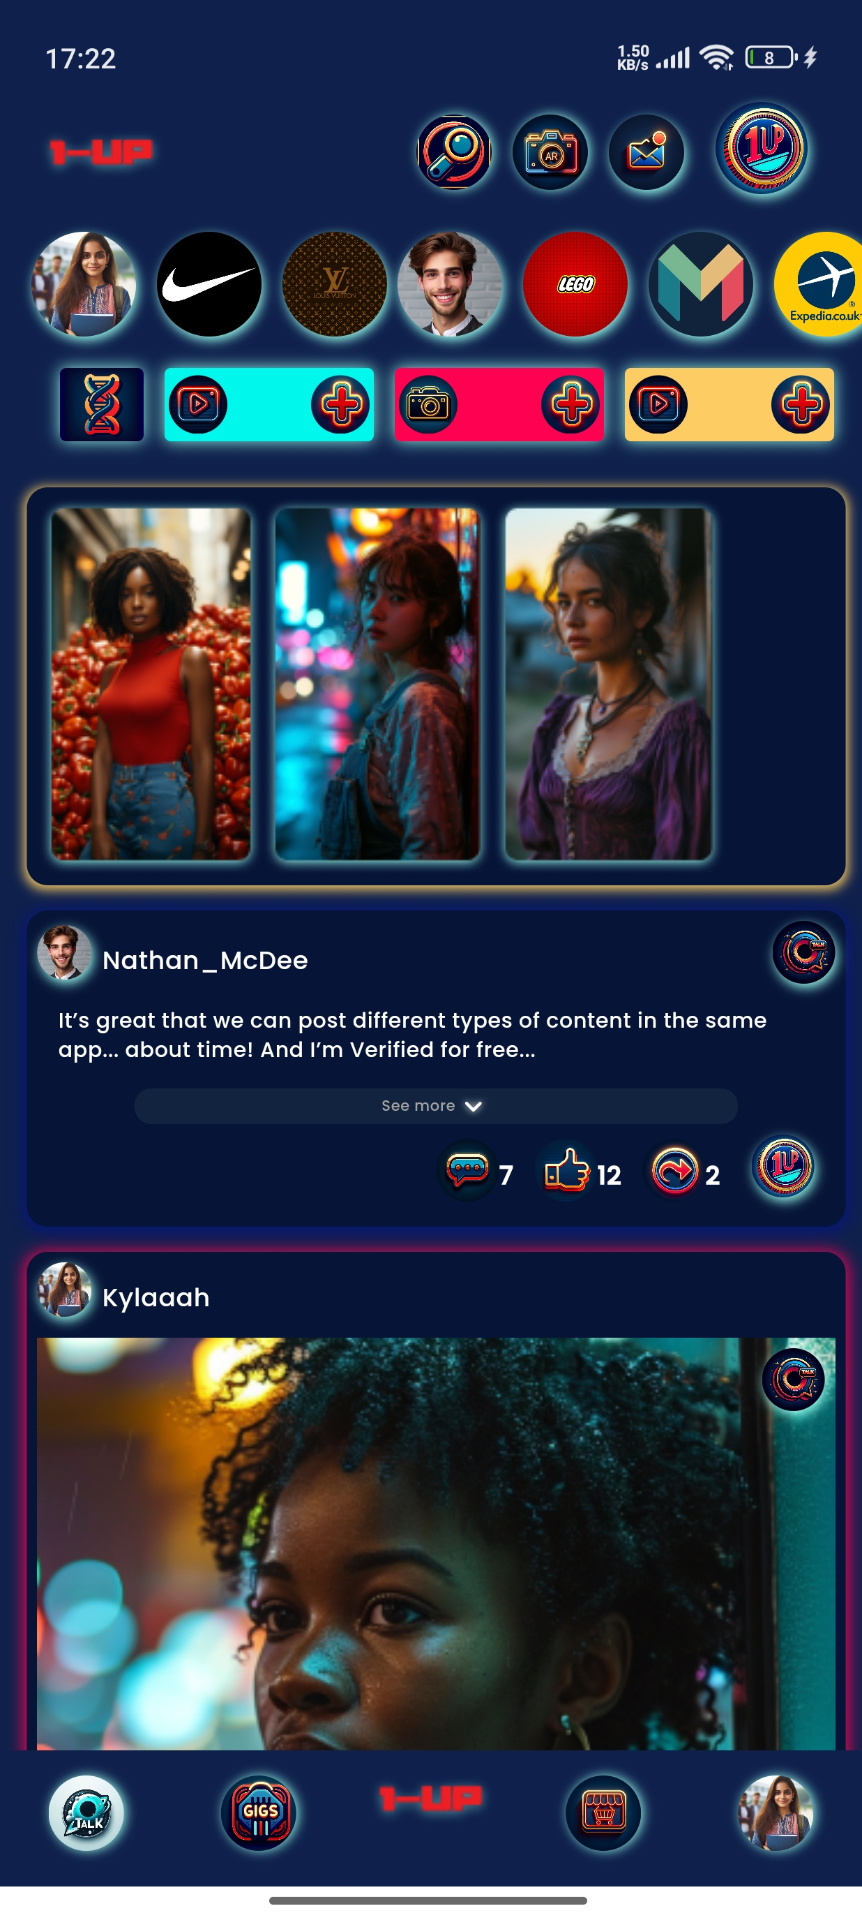 17:22
1.50
KB/s
8
1-UP
AR
1UP
LV
LOUIS VUITTON
LEGO
Expedia.co.uk
Nathan_McDee
TALK
It’s great that we can post different types of content in the same
app... about time! And I’m Verified for free...
See more
7
12
2
1UP
Kylaaah
TALK
TALK
GIGS
1-UP